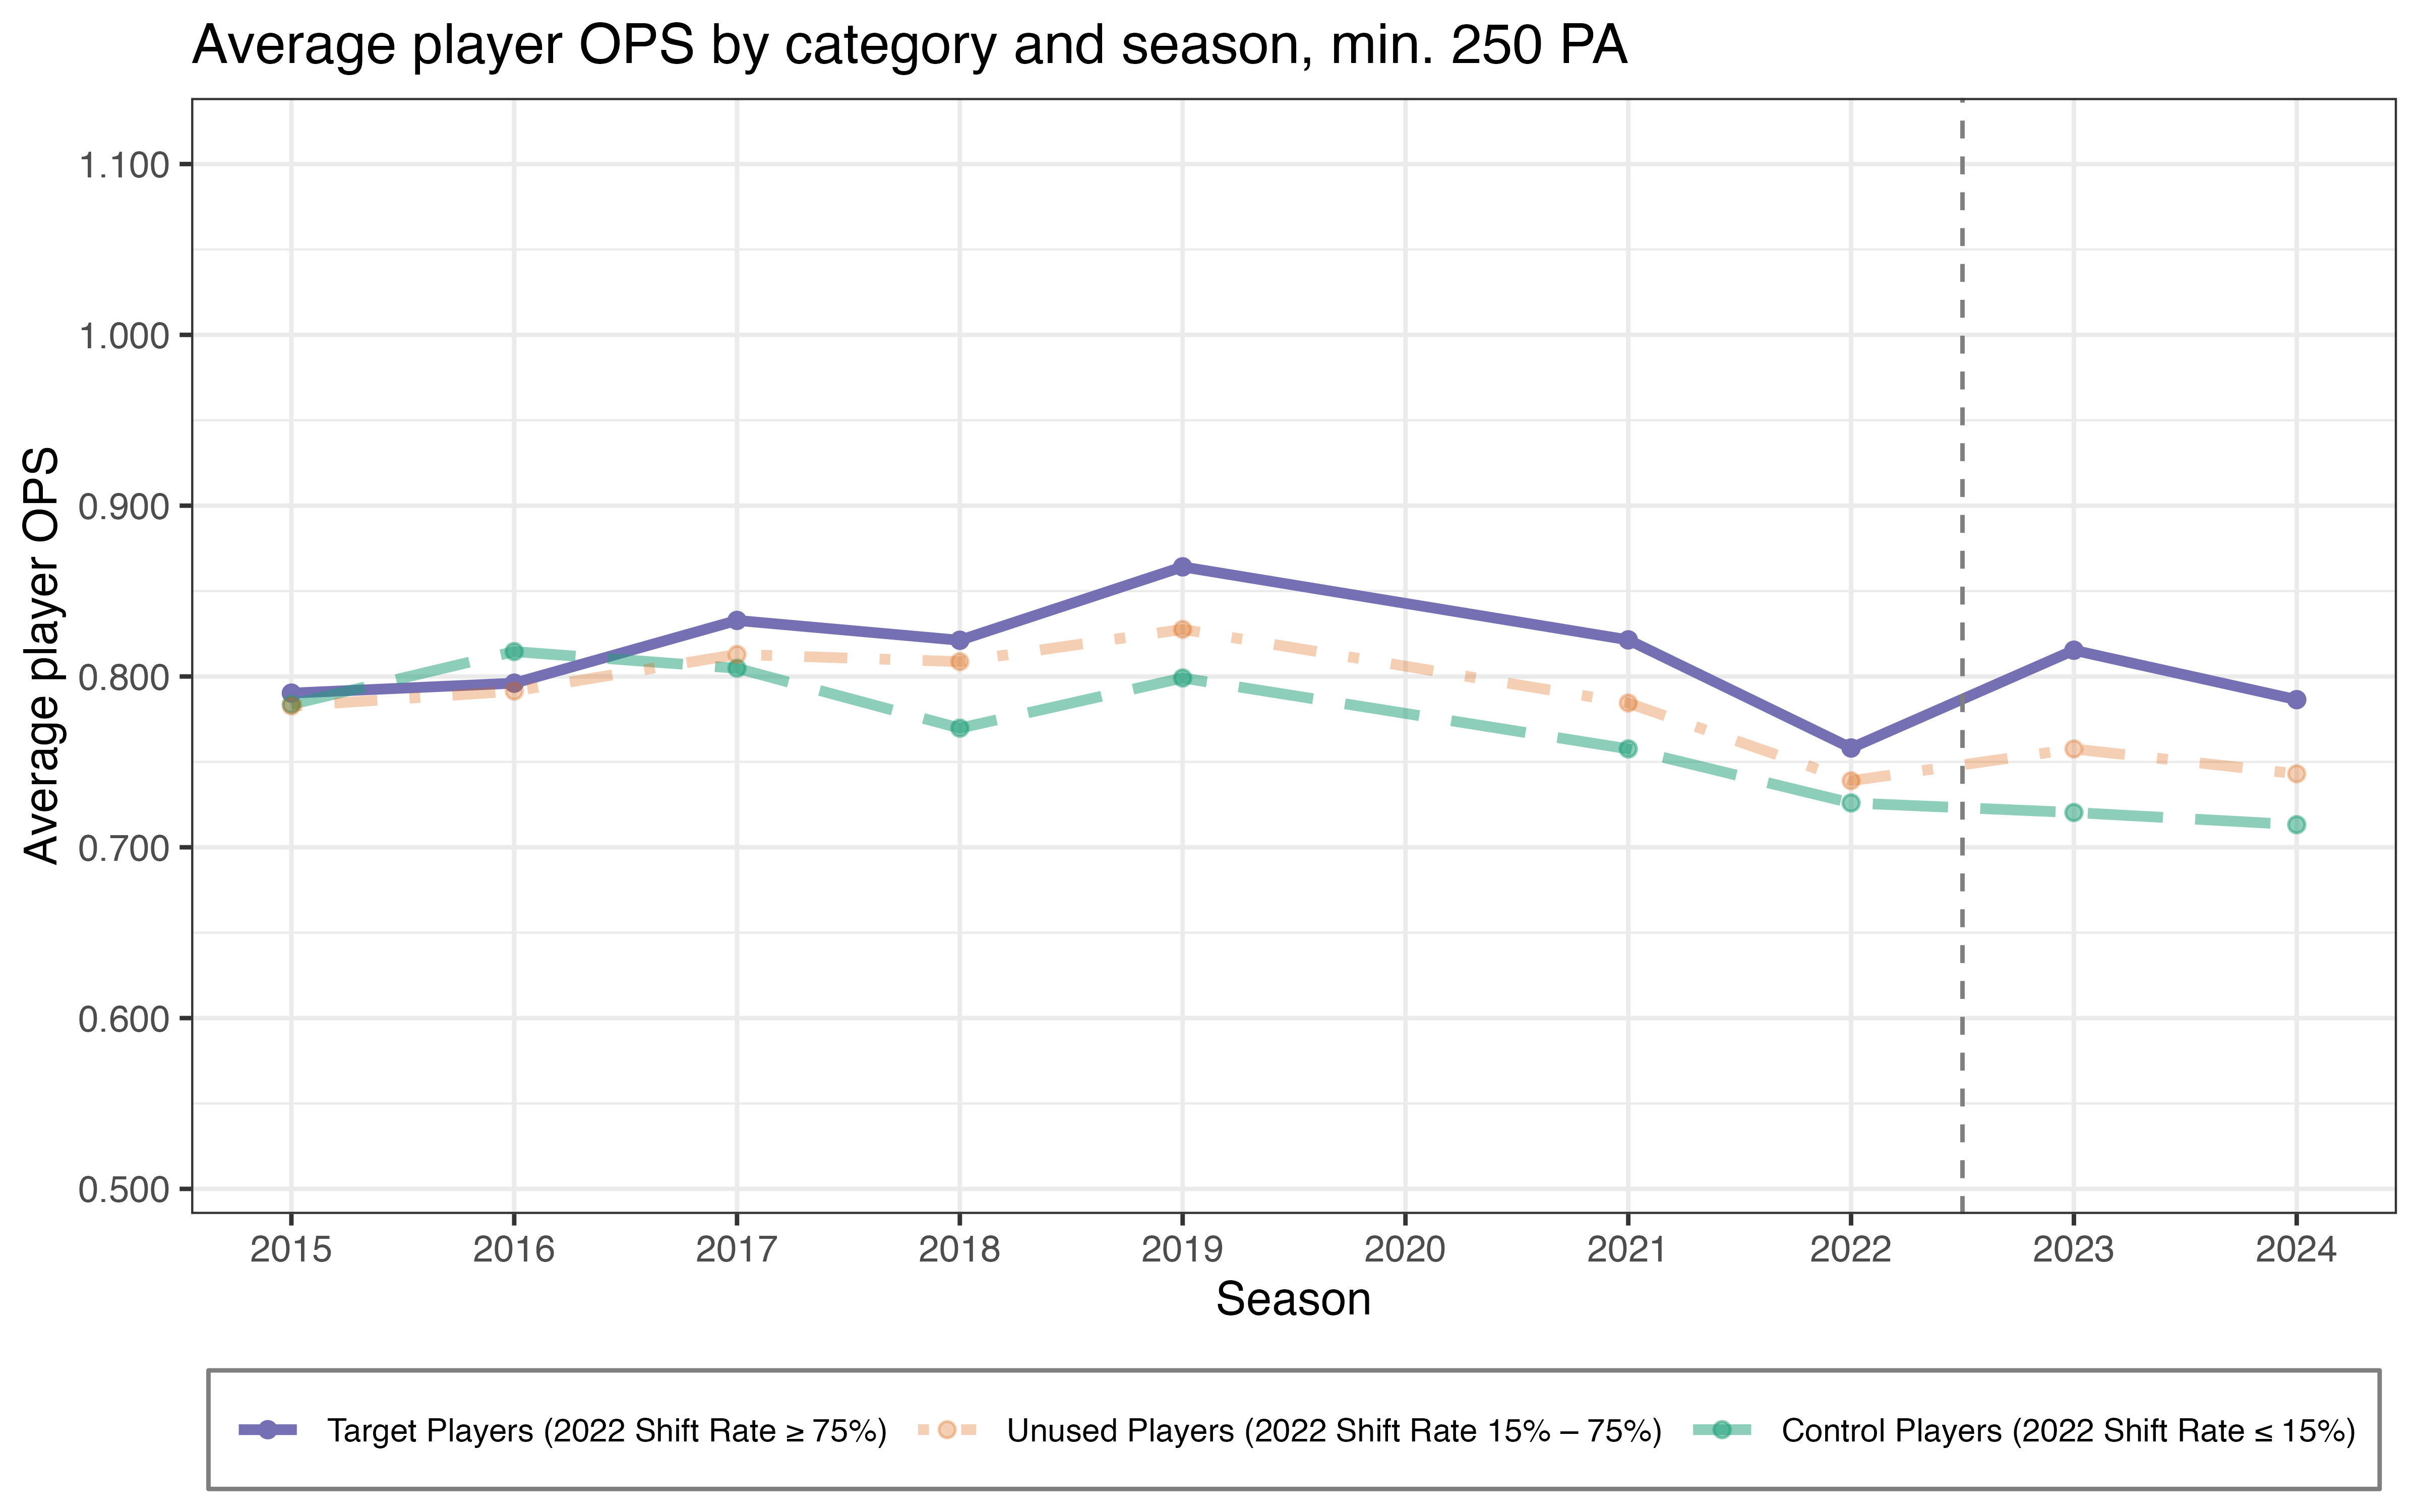 Average player OPS by category and season, min. 250 PA
Average player OPS
1.100
1.000
0.900
0.800
0.700
0.600
0.500
2015 2016 2017 2018 2019 2020 2021 2022 2023 2024
Season
Target Players (2022 Shift Rate ≥ 75%) Unused Players (2022 Shift Rate 15% – 75%) Control Players (2022 Shift Rate ≤ 15%)